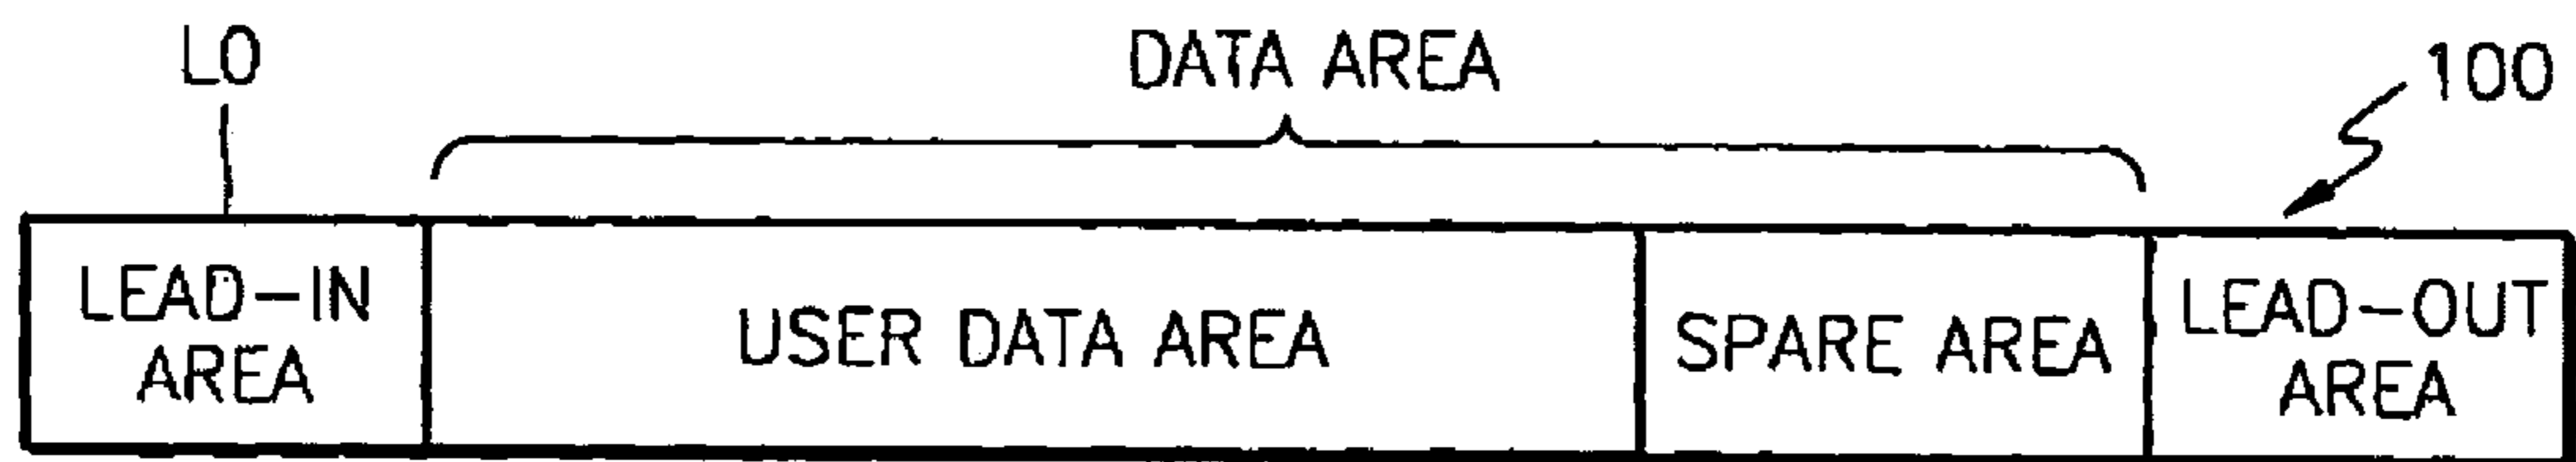 L0
DATA AREA
100
LEAD-IN
AREA
USER DATA AREA
SPARE AREA
LEAD-OUT
AREA